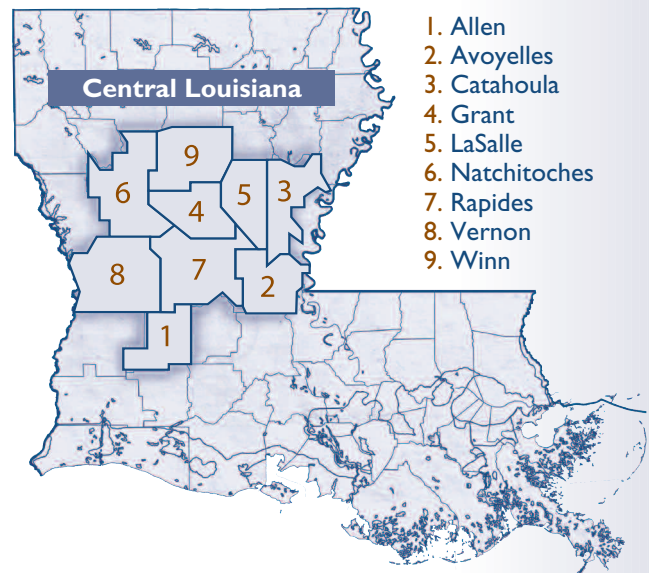 Central Louisiana
1. Allen
2. Avoyelles
3. Catahoula
4. Grant
5. LaSalle
6. Natchitoches
7. Rapides
8. Vernon
9. Winn
9
6
5
3
4
8
7
2
1